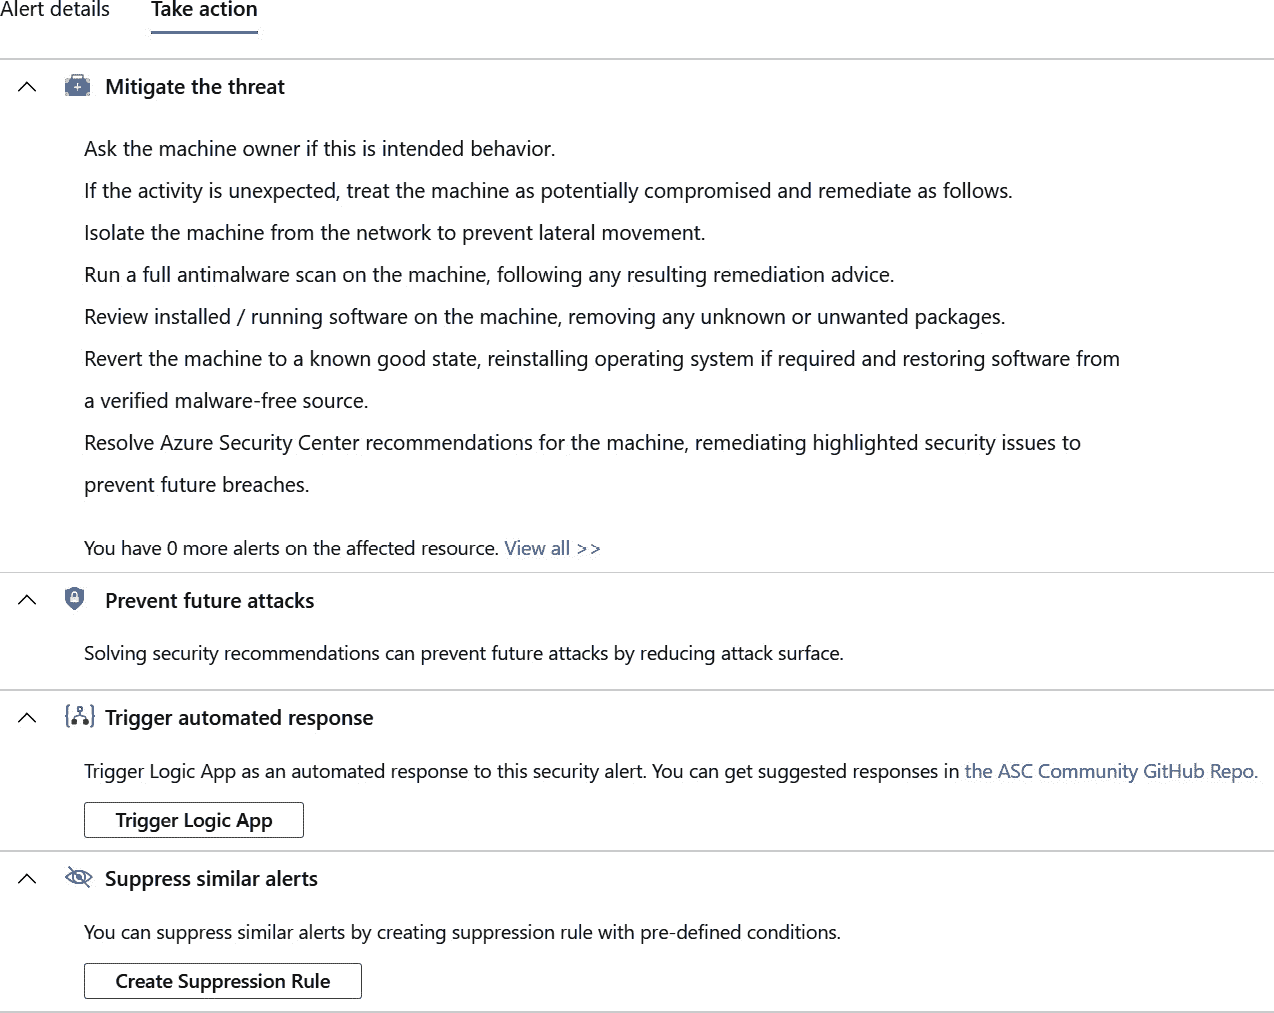 Alert details Take action
Mitigate the threat
Ask the machine owner if this is intended behavior.
If the activity is unexpected, treat the machine as potentially compromised and remediate as follows.
Isolate the machine from the network to prevent lateral movement.
Run a full antimalware scan on the machine, following any resulting remediation advice.
Review installed / running software on the machine, removing any unknown or unwanted packages.
Revert the machine to a known good state, reinstalling operating system if required and restoring software from
a verified malware-free source.
Resolve Azure Security Center recommendations for the machine, remediating highlighted security issues to
prevent future breaches.
You have 0 more alerts on the affected resource. View all >>
Prevent future attacks
Solving security recommendations can prevent future attacks by reducing attack surface.
Trigger automated response
Trigger Logic App as an automated response to this security alert. You can get suggested responses in the ASC Community GitHub Repo.
Trigger Logic App
Suppress similar alerts
You can suppress similar alerts by creating suppression rule with pre-defined conditions.
Create Suppression Rule